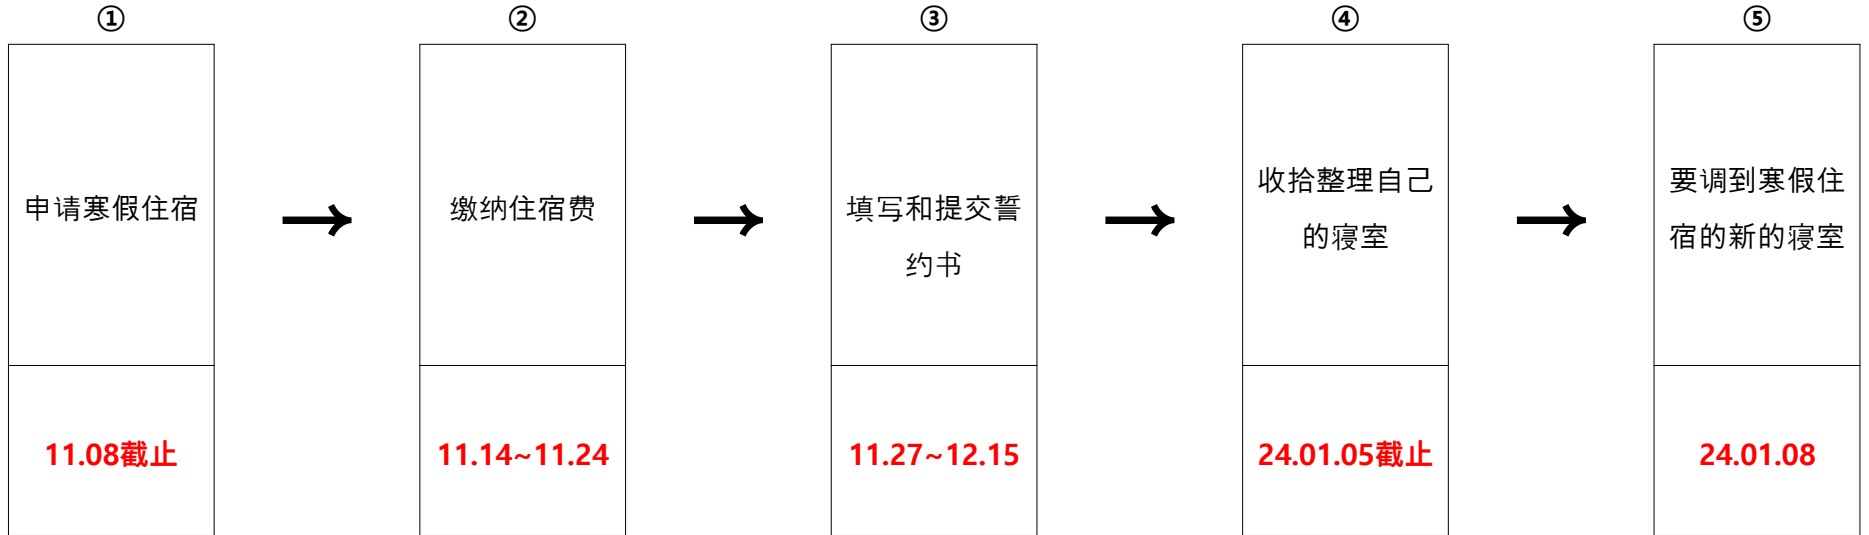 ①
②
③
④
⑤
申请寒假住宿
→
缴纳住宿费
→
填写和提交誓
约书
→
收拾整理自己
的寝室
→
要调到寒假住
宿的新的寝室
11.08截止
11.14~11.24
11.27~12.15
24.01.05截止
24.01.08